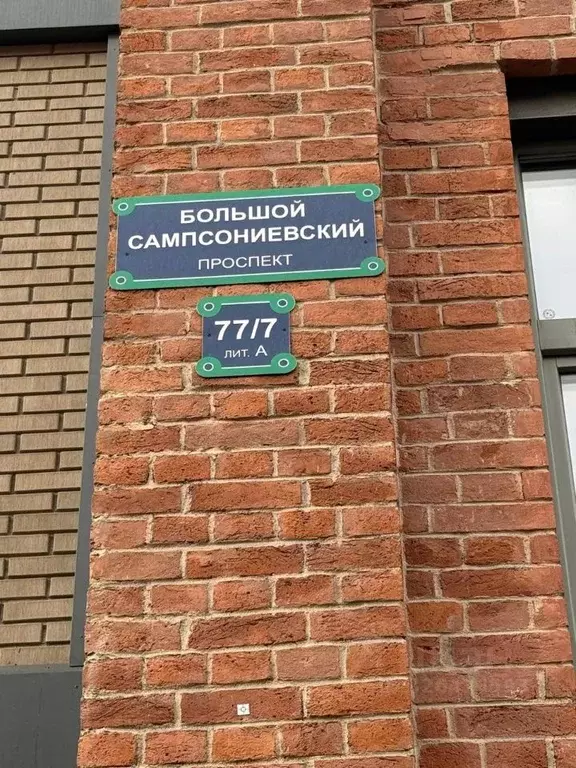 БОЛЬШОЙ
САМПСОНИЕВСКИЙ
ПРОСПЕКТ
77/7
ЛИТ. А